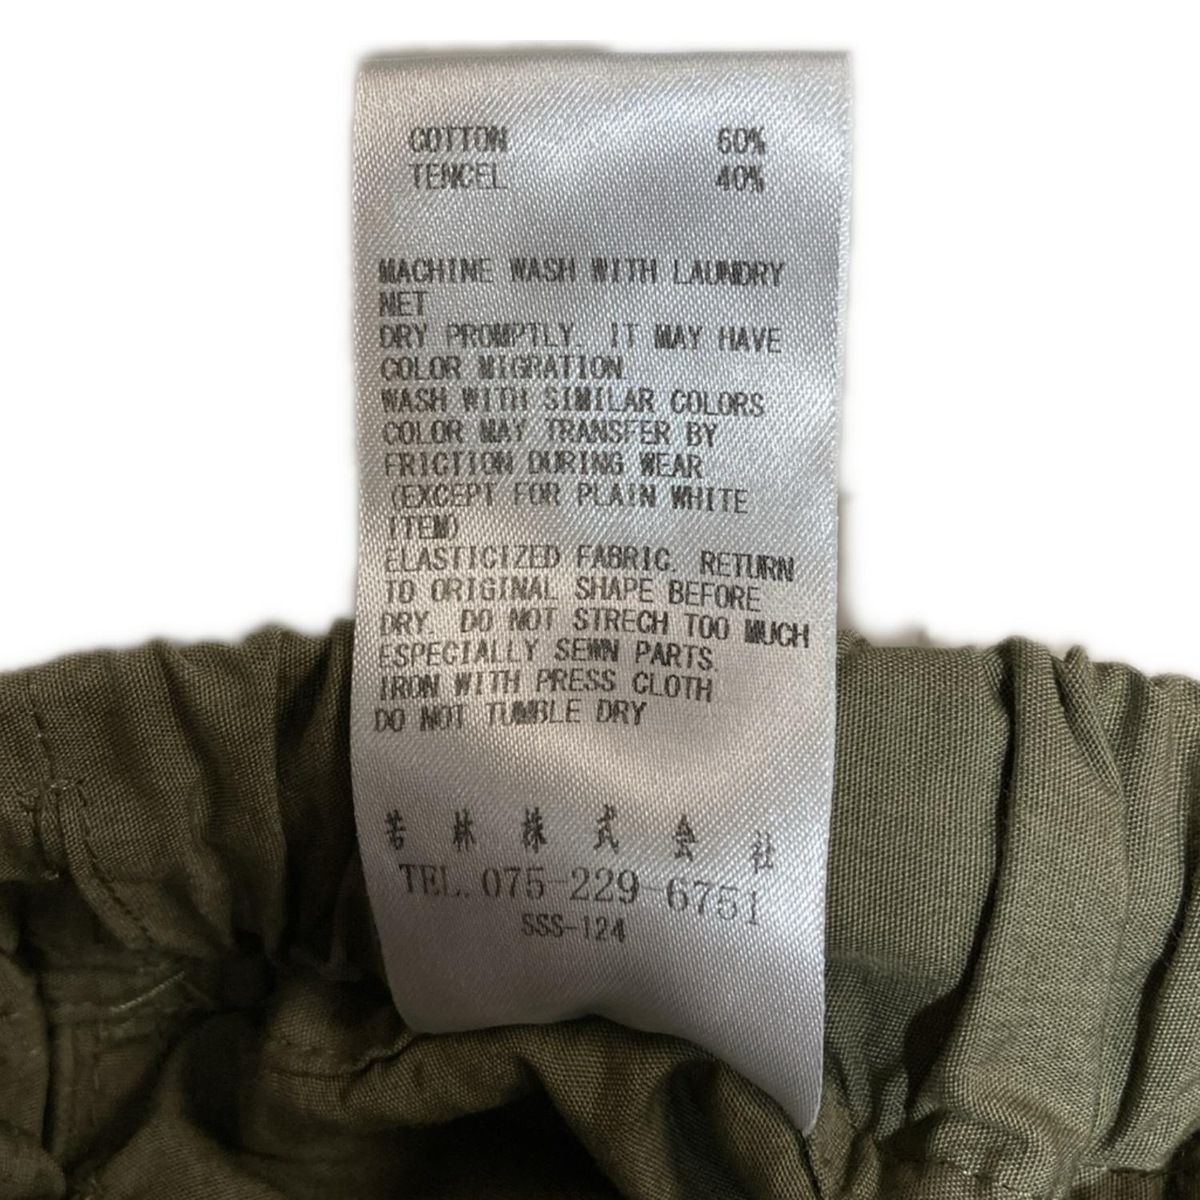 COTTON 60%
TENCEL 40%
MACHINE WASH WITH LAUNDRY
NET
DRY PROMPTLY. IT MAY HAVE
COLOR MIGRATION
WASH WITH SIMILAR COLORS
COLOR MAY TRANSFER BY
FRICTION DURING WEAR
(EXCEPT FOR PLAIN WHITE
ITEM)
ELASTICIZED FABRIC. RETURN
TO ORIGINAL SHAPE BEFORE
DRY. DO NOT STRECH TOO MUCH
ESPECIALLY SEWN PARTS.
IRON WITH PRESS CLOTH
DO NOT TUMBLE DRY
若林株式会社
TEL. 075-229-6751
SSS-124